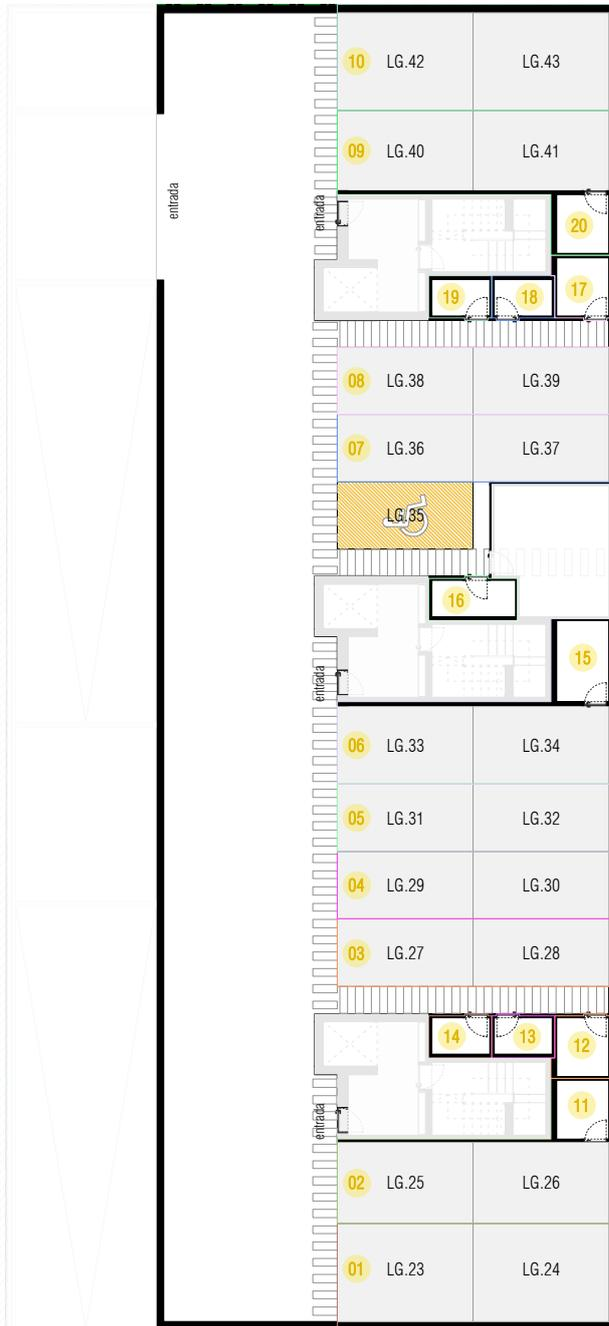 10 LG.42 LG.43
09 LG.40 LG.41
entrada
entrada
20
19 18 17
08 LG.38 LG.39
07 LG.36 LG.37
LG.35
16
15
entrada
06 LG.33 LG.34
05 LG.31 LG.32
04 LG.29 LG.30
03 LG.27 LG.28
14 13 12
11
entrada
02 LG.25 LG.26
01 LG.23 LG.24